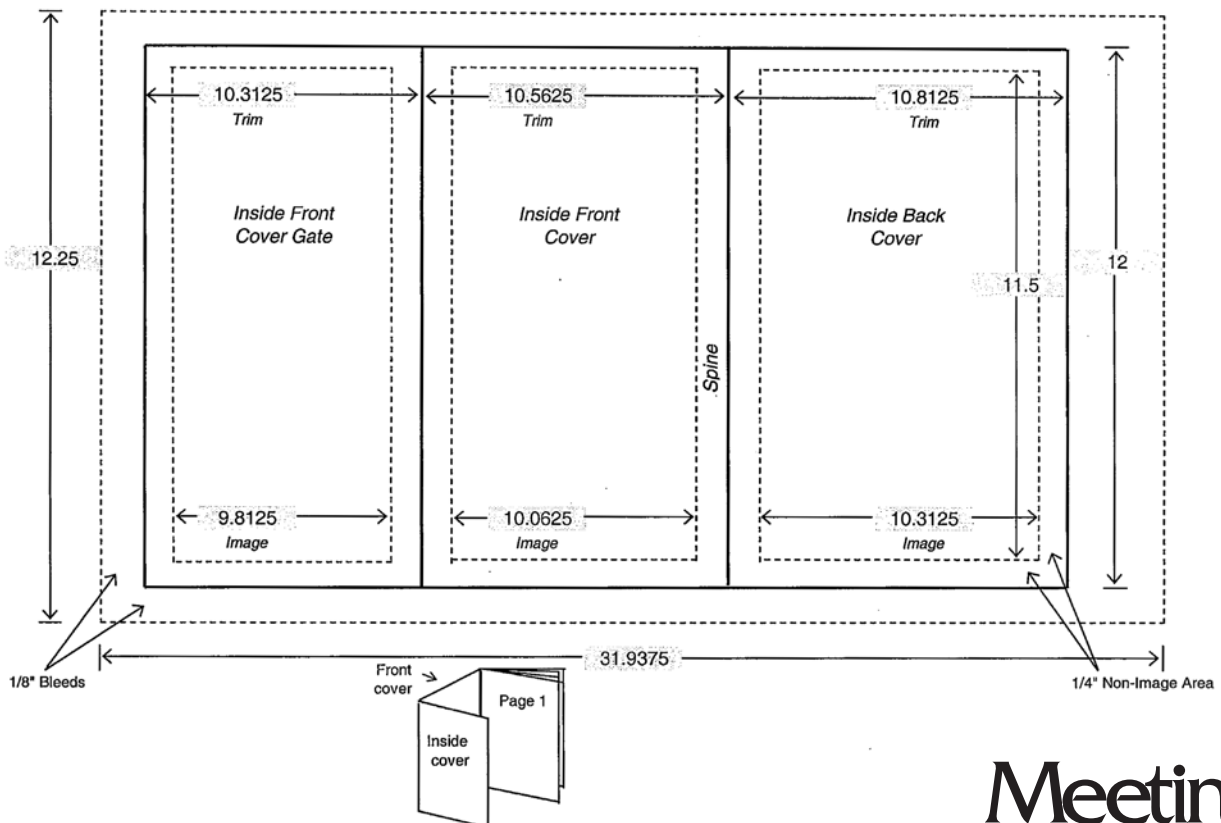 10.3125
Trim
10.5625
Trim
10.8125
Trim
Inside Front
Cover Gate
Inside Front
Cover
Inside Back
Cover
12.25
12
11.5
Spine
9.8125
Image
10.0625
Image
10.3125
Image
31.9375
1/8" Bleeds
1/4" Non-Image Area
Front
cover
Page 1
Inside
cover
Meetin